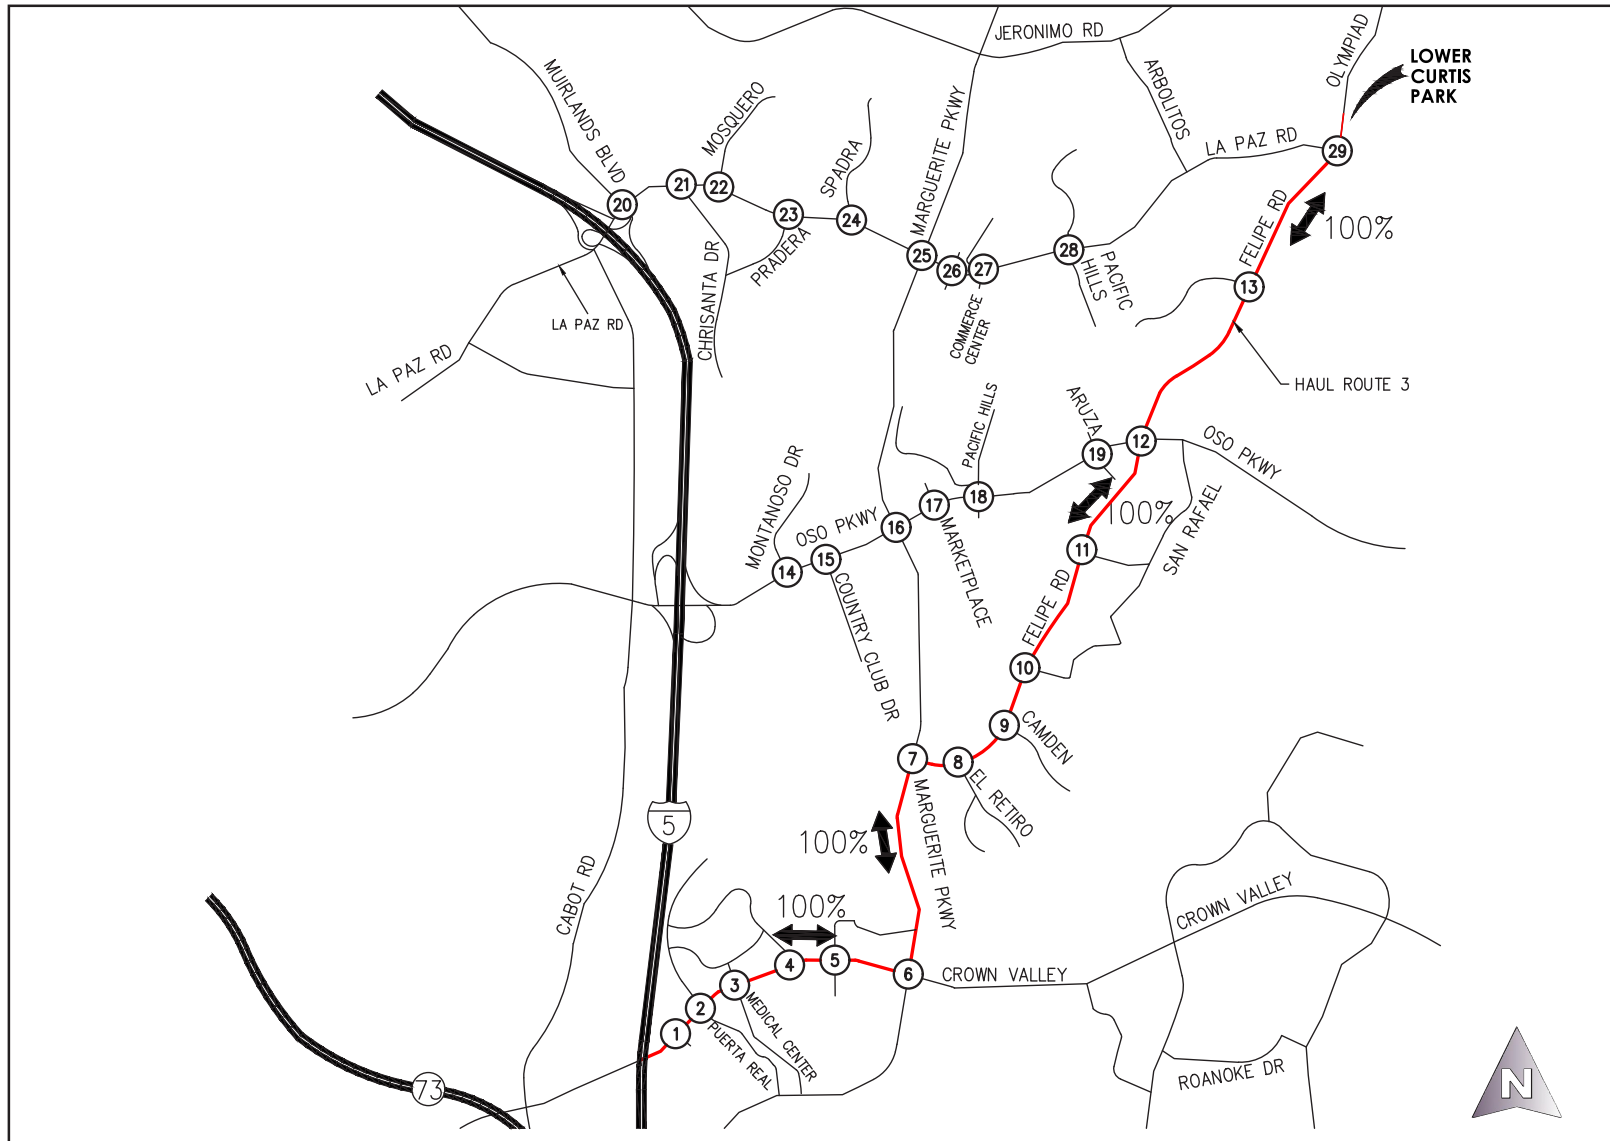 JERONIMO RD
OLYMPIAD
LOWER
CURTIS
PARK
MUIRLANDS BLVD
MOSQUERO
SPADRA
MARGUERITE PKWY
ARBOLITOS
LA PAZ RD
29
20
21
22
23
24
25
26
27
28
FELIPE RD
100%
13
PRADERA
CHRISANTA DR
COMMERCE
CENTER
PACIFIC
HILLS
LA PAZ RD
LA PAZ RD
HAUL ROUTE 3
ARUZA
PACIFIC HILLS
12
OSO PKWY
19
18
17
16
15
14
MONTANOSO DR
OSO PKWY
100%
SAN RAFAEL
MARKETPLACE
COUNTRY CLUB DR
11
FELIPE RD
10
9
CAMDEN
8
EL RETIRO
7
MARGUERITE PKWY
5
100%
CABOT RD
100%
CROWN VALLEY
CROWN VALLEY
6
5
4
3
2
1
MEDICAL CENTER
PUERTA REAL
73
ROANOKE DR
N